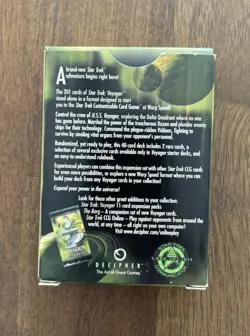 A brand-new Star Trek
adventure begins right here!
The 201 cards of Star Trek: Voyager
stand alone in a format designed to start
you in the Star Trek Customizable Card Game at Warp Speed!
Control the crew of U.S.S. Voyager, exploring the Delta Quadrant where no one
has gone before. Marshal the power of the treacherous Kazon and plunder enemy
ships for their technology. Command the plague-ridden Vidiians, fighting to
survive by stealing vital organs from your opponent's personnel.
Randomized, yet ready to play, this 40-card deck includes 2 rare cards, a
selection of several exclusive cards available only in Voyager starter decks, and
an easy-to-understand rulebook.
Experienced players can combine this expansion set with other Star Trek CCG cards
for even more possibilities, or explore a new Warp Speed format where you can
build your deck from any Voyager cards in your collection!
Expand your power in the universe!
Look for these other great additions to your collection:
Star Trek: Voyager 11-card expansion packs
The Borg – A companion set of new Voyager cards.
Star Trek CCG Online – Play against opponents from around the
world, at any time – all right on your own computer!
Visit www.decipher.com/onlineplay
DECIPHER
The Art of Great Games